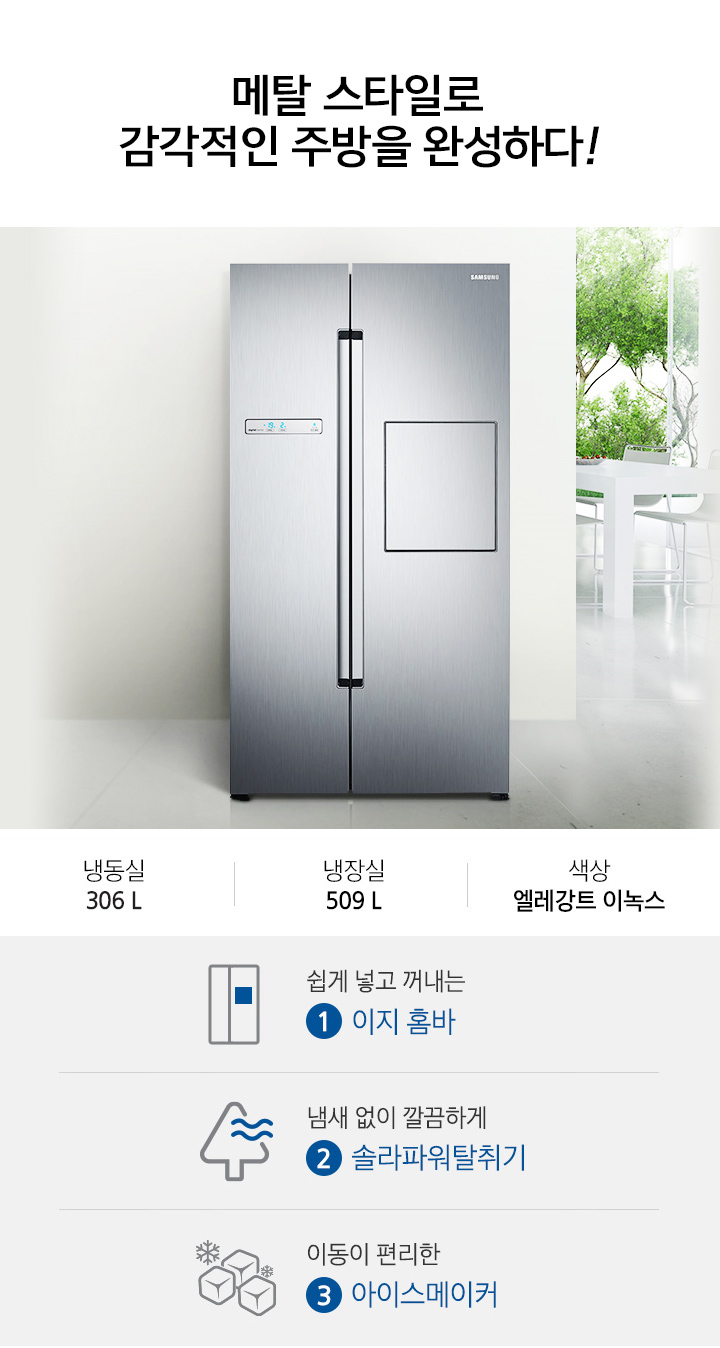 메탈 스타일로
감각적인 주방을 완성하다!
SAMSUNG
냉동실
306 L
냉장실
509 L
색상
엘레강트 이녹스
쉽게 넣고 꺼내는
1 이지 홈바
냄새 없이 깔끔하게
2 솔라파워탈취기
이동이 편리한
3 아이스메이커